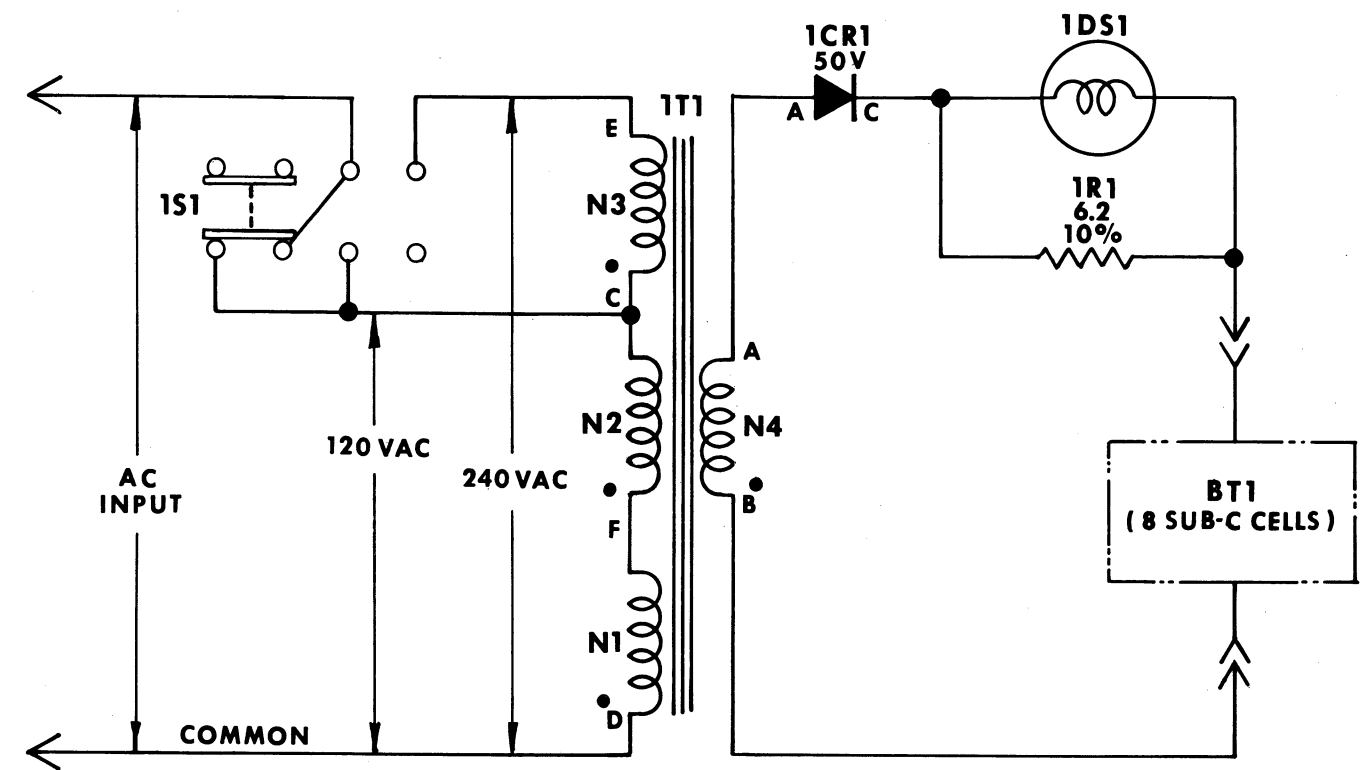 1CR1
50V
A
C
1DS1
1T1
E
1S1
N3
C
1R1
6.2
10%
A
N2
N4
120 VAC
240 VAC
AC
INPUT
B
F
BT1
( 8 SUB-C CELLS )
N1
D
COMMON